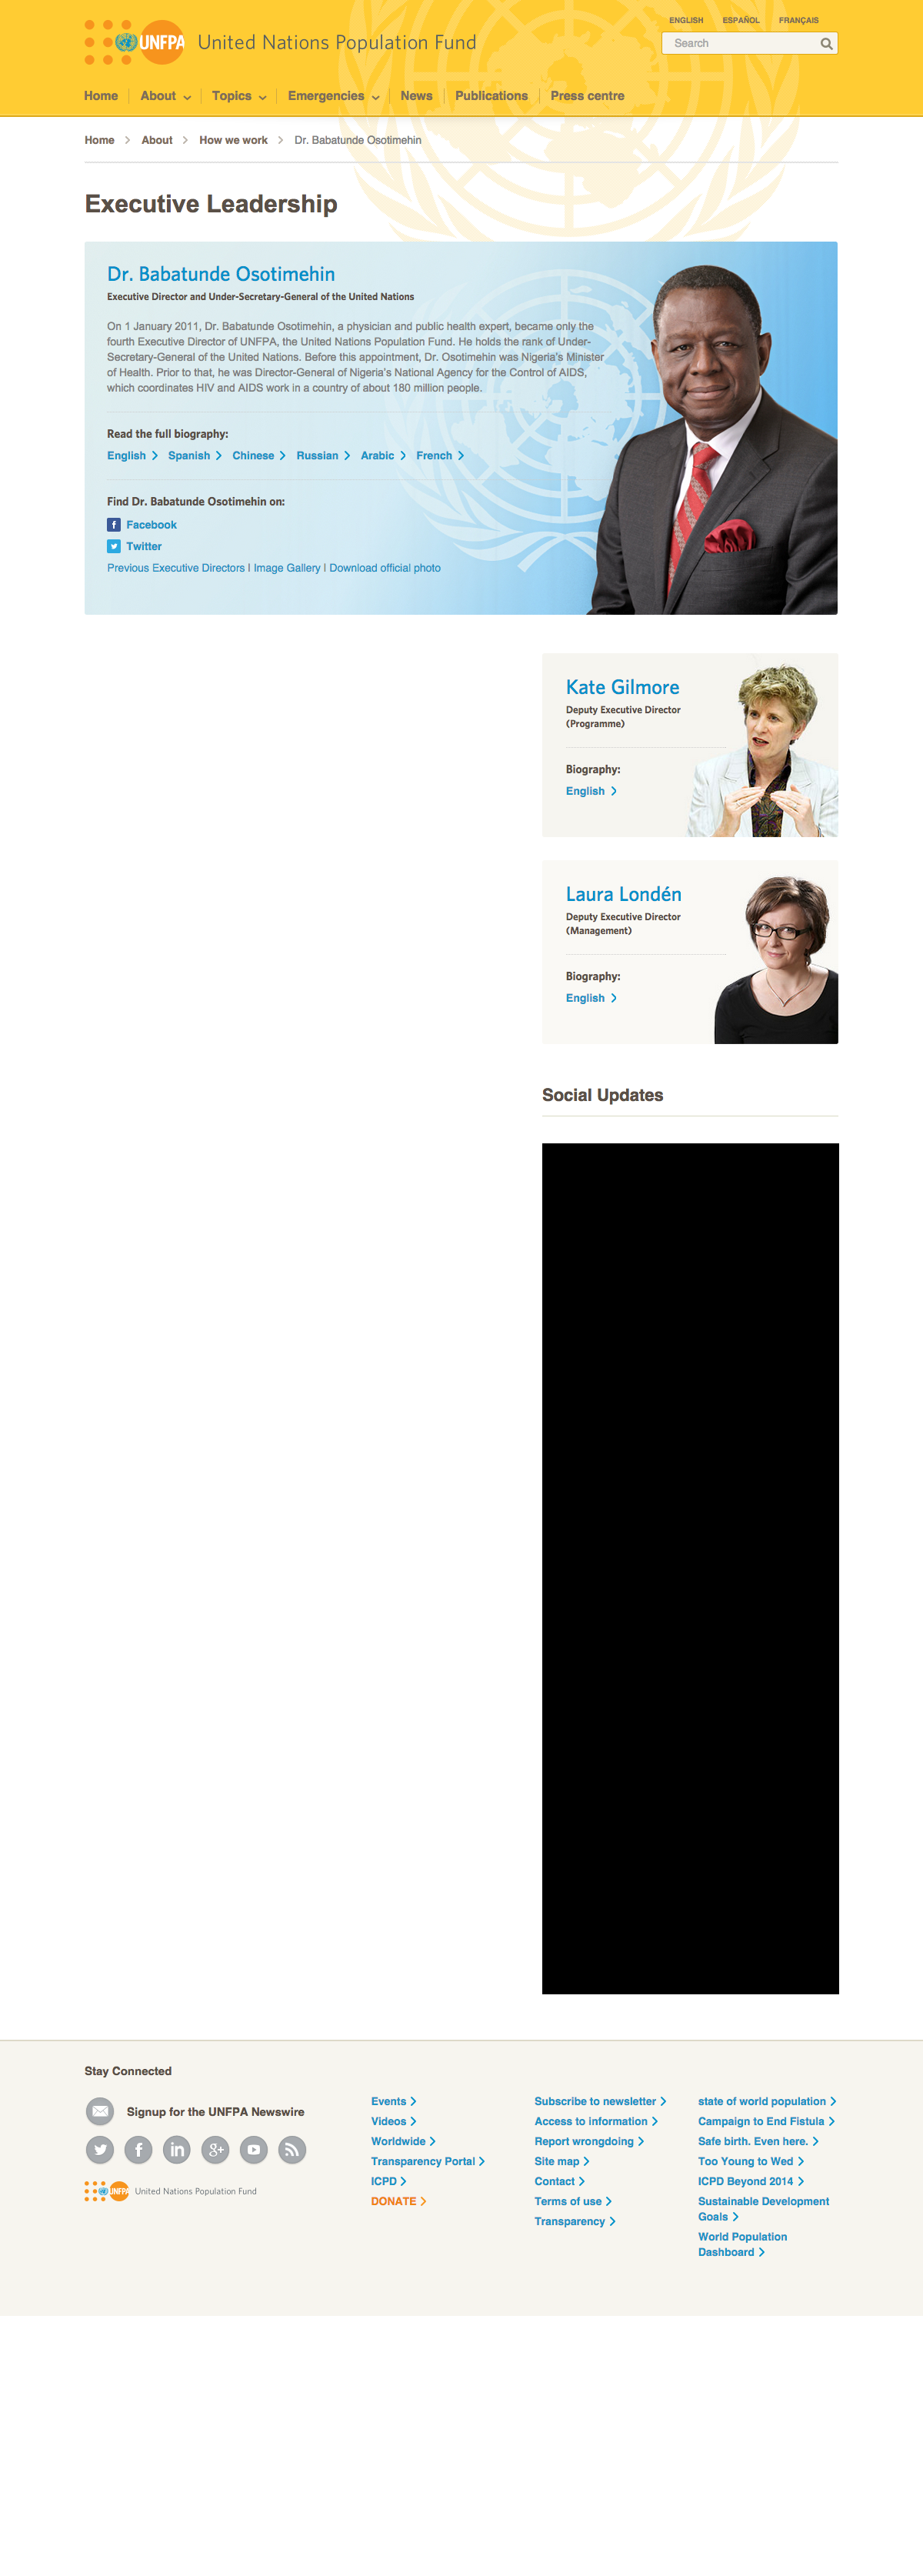 ENGLISH ESPAÑOL FRANÇAIS
UNFPA United Nations Population Fund
Search
Home About Topics Emergencies News Publications Press centre
Home About How we work Dr. Babatunde Osotimehin
Executive Leadership
Dr. Babatunde Osotimehin
Executive Director and Under-Secretary-General of the United Nations
On 1 January 2011, Dr. Babatunde Osotimehin, a physician and public health expert, became only the
fourth Executive Director of UNFPA, the United Nations Population Fund. He holds the rank of Under-
Secretary-General of the United Nations. Before this appointment, Dr. Osotimehin was Nigeria's Minister
of Health. Prior to that, he was Director-General of Nigeria's National Agency for the Control of AIDS,
which coordinates HIV and AIDS work in a country of about 180 million people.
Read the full biography:
English Spanish Chinese Russian Arabic French
Find Dr. Babatunde Osotimehin on:
Facebook
Twitter
Previous Executive Directors | Image Gallery | Download official photo
Kate Gilmore
Deputy Executive Director
(Programme)
Biography:
English
Laura Londén
Deputy Executive Director
(Management)
Biography:
English
Social Updates
Stay Connected
Signup for the UNFPA Newswire
UNFPA United Nations Population Fund
Events
Videos
Worldwide
Transparency Portal
ICPD
DONATE
Subscribe to newsletter
Access to information
Report wrongdoing
Site map
Contact
Terms of use
Transparency
state of world population
Campaign to End Fistula
Safe birth. Even here.
Too Young to Wed
ICPD Beyond 2014
Sustainable Development
Goals
World Population
Dashboard